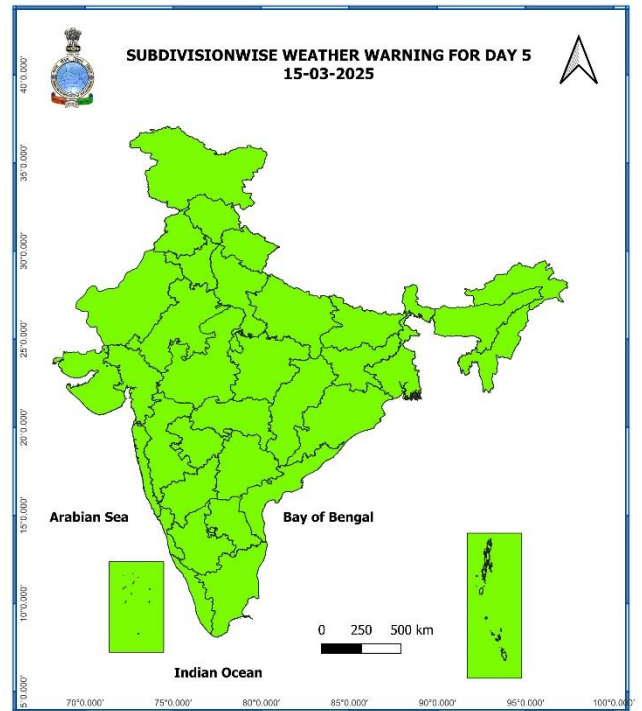 SUBDIVISIONWISE WEATHER WARNING FOR DAY 5
15-03-2025
40°0.000'
35°0.000'
30°0.000'
25°0.000'
20°0.000'
15°0.000'
10°0.000'
5°0.000'
Arabian Sea
Bay of Bengal
0 250 500 km
Indian Ocean
70°0.000' 75°0.000' 80°0.000' 85°0.000' 90°0.000' 95°0.000' 100°0.000'